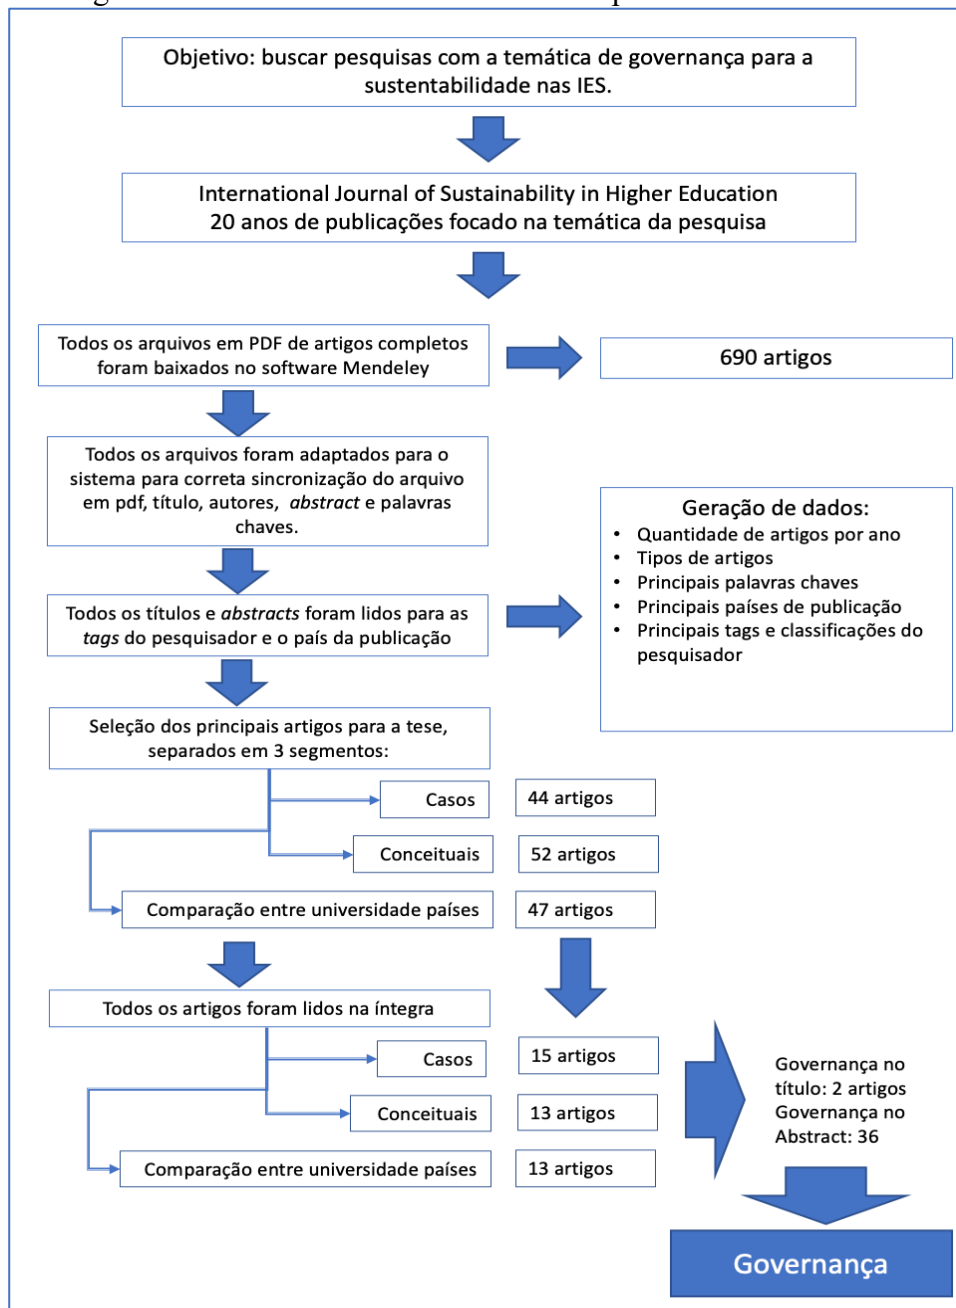 Objetivo: buscar pesquisas com a temática de governança para a
sustentabilidade nas IES.
International Journal of Sustainability in Higher Education
20 anos de publicações focado na temática da pesquisa
Todos os arquivos em PDF de artigos completos
foram baixados no software Mendeley
690 artigos
Todos os arquivos foram adaptados para o
sistema para correta sincronização do arquivo
em pdf, título, autores, abstract e palavras
chaves.
Geração de dados:
• Quantidade de artigos por ano
• Tipos de artigos
• Principais palavras chaves
• Principais países de publicação
• Principais tags e classificações do
pesquisador
Todos os títulos e abstracts foram lidos para as
tags do pesquisador e o país da publicação
Seleção dos principais artigos para a tese,
separados em 3 segmentos:
Casos
44 artigos
Conceituais
52 artigos
Comparação entre universidade países
47 artigos
Todos os artigos foram lidos na íntegra
Casos
15 artigos
Conceituais
13 artigos
Comparação entre universidade países
13 artigos
Governança no
título: 2 artigos
Governança no
Abstract: 36
Governança